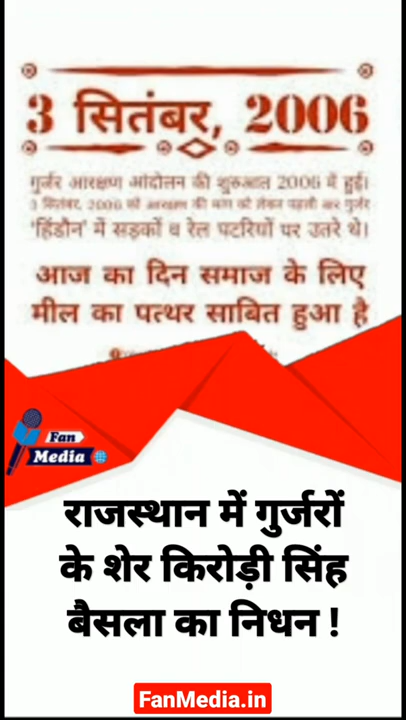 3 सितंबर, 2006
गुर्जर आरक्षण आंदोलन की शुरुआत 2006 में हुई।
3 सितंबर, 2006 को आरक्षण की मांग को लेकर पहली बार गुर्जर
'हिंडौन' में सड़कों व रेल पटरियों पर उतरे थे।
आज का दिन समाज के लिए
मील का पत्थर साबित हुआ है
Fan
Media
राजस्थान में गुर्जरों
के शेर किरोड़ी सिंह
बैसला का निधन !
FanMedia.in